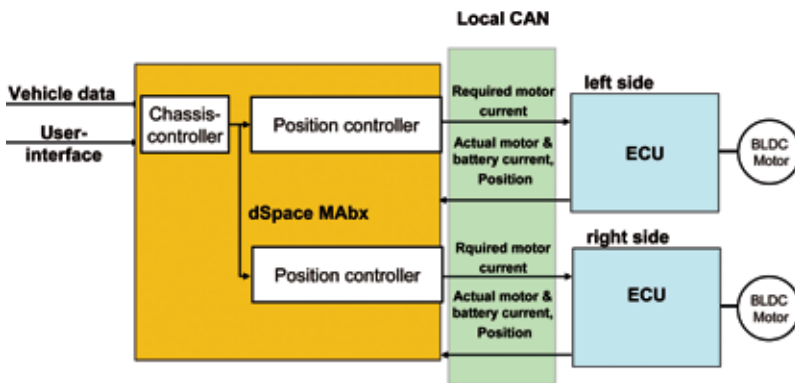 Local CAN
Vehicle data
User-
interface
Chassis-
controller
Position controller
dSpace MAbx
Position controller
Required motor
current
Actual motor &
battery current,
Position
Rquired motor
current
Actual motor &
battery current,
Position
left side
ECU
BLDC
Motor
right side
ECU
BLDC
Motor